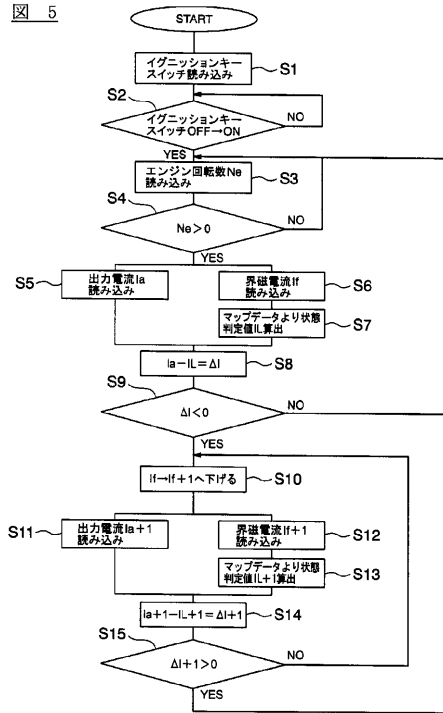 図 5
START
イグニッションキー
スイッチ読み込み
S1
S2
イグニッションキー
スイッチOFF→ON
NO
YES
エンジン回転数Ne
読み込み
S3
S4
Ne>0
NO
YES
S5
出力電流Ia
読み込み
界磁電流If
読み込み
S6
マップデータより状態
判定値IL算出
S7
Ia-IL=ΔI
S8
S9
ΔI<0
NO
YES
If→If+1へ下げる
S10
S11
出力電流Ia+1
読み込み
界磁電流If+1
読み込み
S12
マップデータより状態
判定値IL+1算出
S13
Ia+1-IL+1=ΔI+1
S14
S15
ΔI+1>0
NO
YES